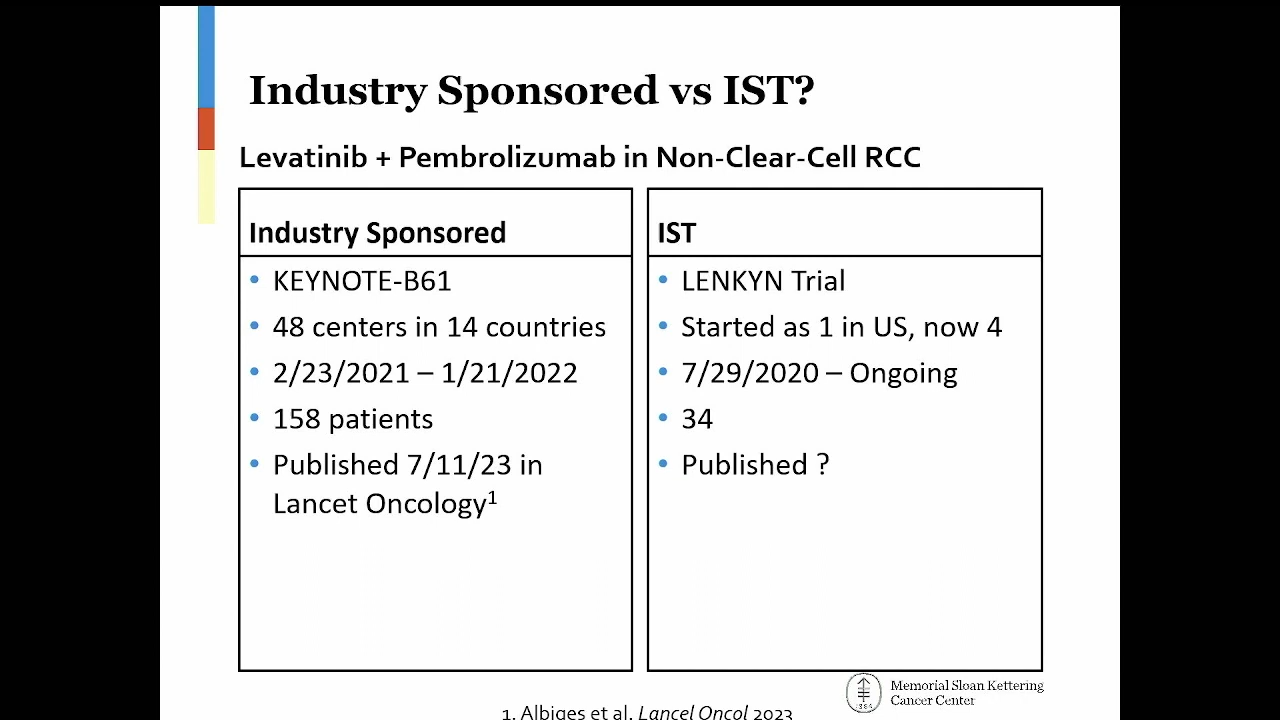 Industry Sponsored vs IST?
Levatinib + Pembrolizumab in Non-Clear-Cell RCC
Industry Sponsored
• KEYNOTE-B61
• 48 centers in 14 countries
• 2/23/2021 – 1/21/2022
• 158 patients
• Published 7/11/23 in
Lancet Oncology¹
IST
• LENKYN Trial
• Started as 1 in US, now 4
• 7/29/2020 – Ongoing
• 34
• Published ?
Memorial Sloan Kettering
Cancer Center
1. Albiges et al. Lancel Oncol 2023